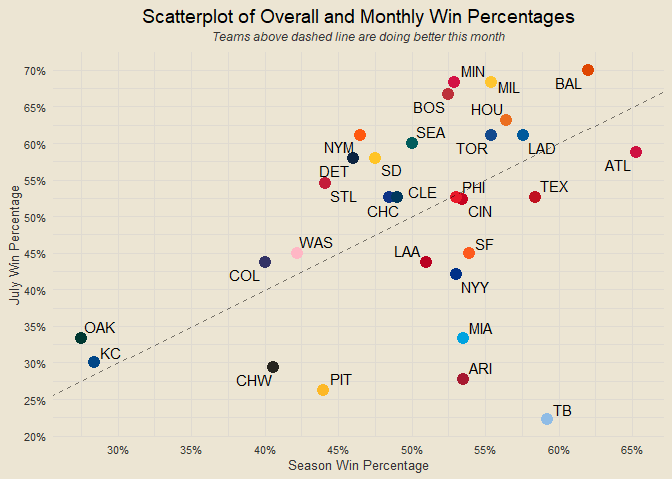 Scatterplot of Overall and Monthly Win Percentages
Teams above dashed line are doing better this month
July Win Percentage
70%
65%
60%
55%
50%
45%
40%
35%
30%
25%
20%
MIN
MIL
BAL
BOS
HOU
SEA
NYM
TOR
LAD
ATL
DET
SD
STL
CLE
PHI
TEX
CHC
CIN
WAS
LAA
SF
COL
NYY
OAK
MIA
KC
CHW
PIT
ARI
TB
30%
35%
40%
45%
50%
55%
60%
65%
Season Win Percentage